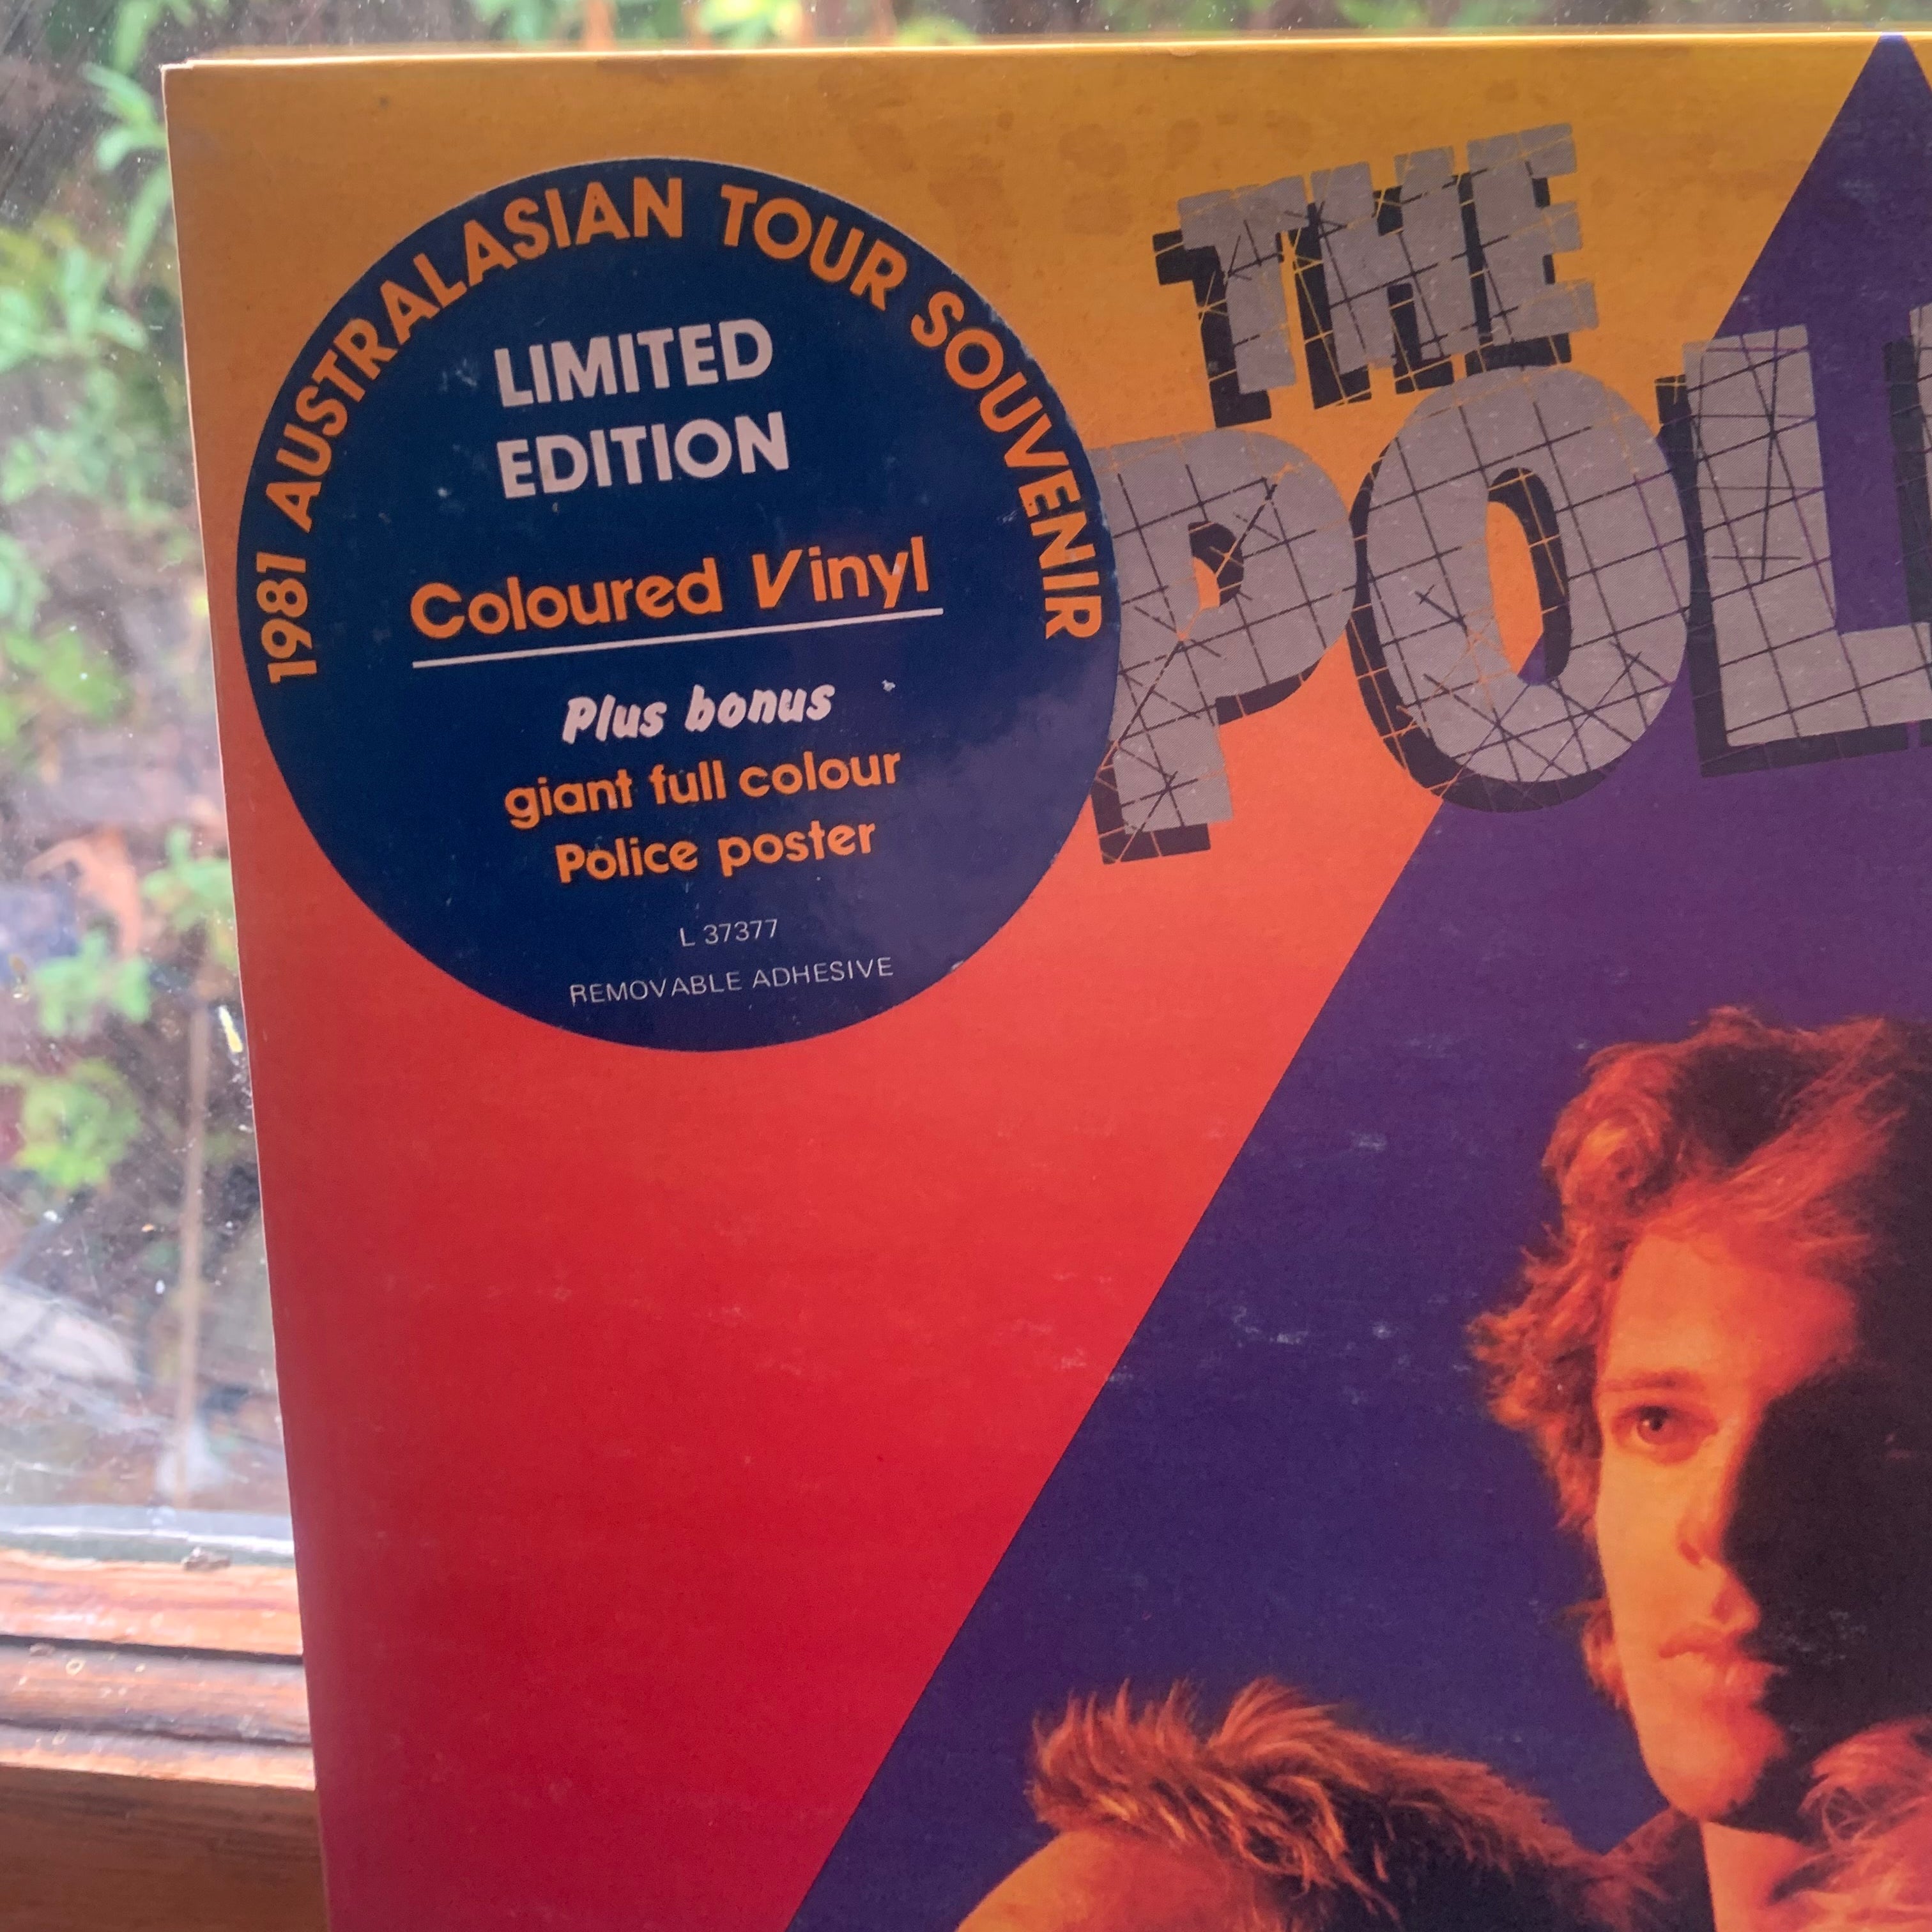 1981 AUSTRALASIAN TOUR SOUVENIR
LIMITED
EDITION
Coloured Vinyl
Plus bonus
giant full colour
Police poster
L 37377
REMOVABLE ADHESIVE
THE
POLI